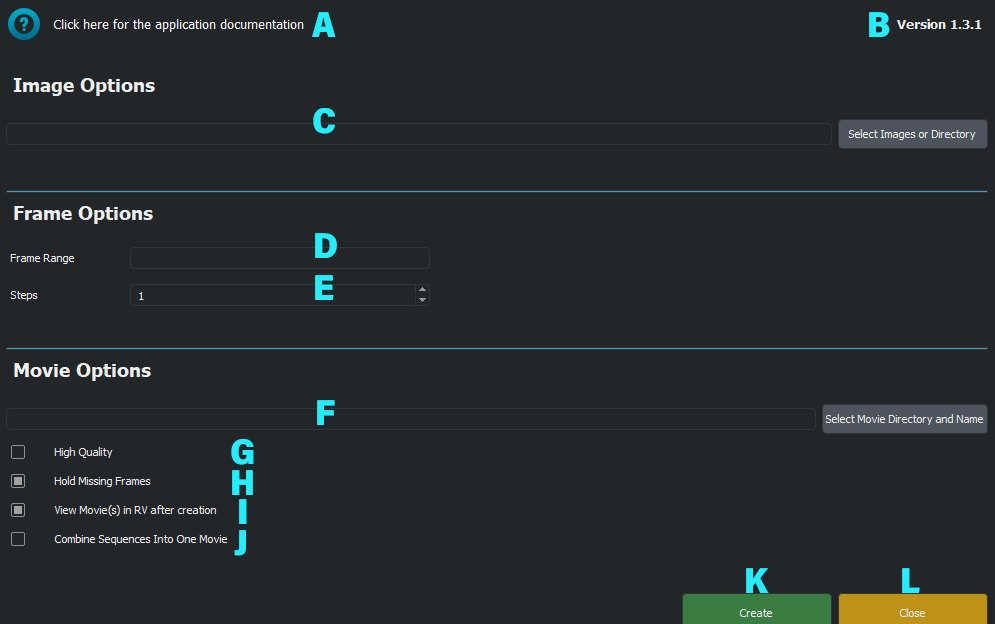 ? Click here for the application documentation A B Version 1.3.1
Image Options
C
Select Images or Directory
Frame Options
Frame Range D
Steps 1 E
Movie Options
F
Select Movie Directory and Name
High Quality G
Hold Missing Frames H
View Movie(s) in RV after creation I
Combine Sequences Into One Movie J
K L
Create Close